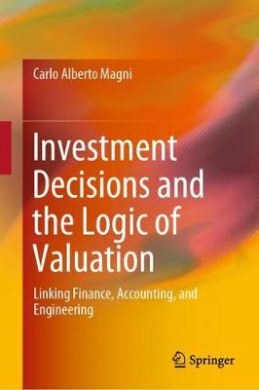 Carlo Alberto Magni
Investment
Decisions and
the Logic of
Valuation
Linking Finance, Accounting, and
Engineering
Springer